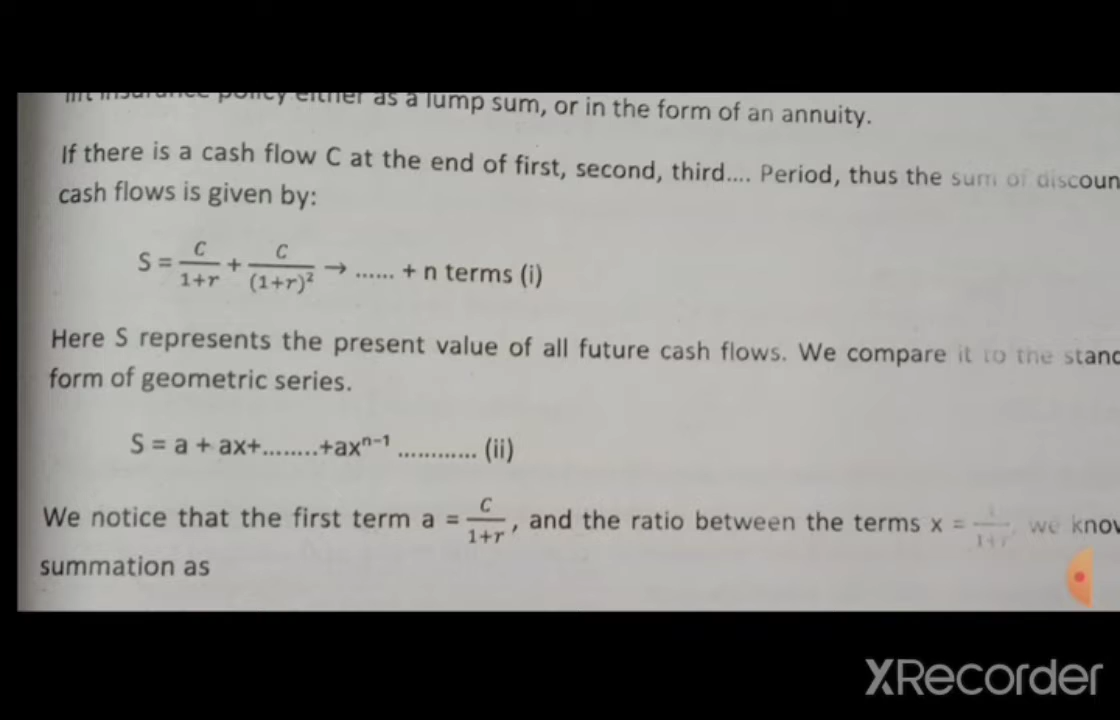 policy either as a lump sum, or in the form of an annuity.
If there is a cash flow C at the end of first, second, third.... Period, thus the sum of discoun
cash flows is given by:
S = C/(1+r) + C/(1+r)² → ...... + n terms (i)
Here S represents the present value of all future cash flows. We compare it to the stand
form of geometric series.
S = a + ax+........+axⁿ⁻¹ ............ (ii)
We notice that the first term a = C/(1+r), and the ratio between the terms x = 1/(1+r), we know
summation as
XRecorder